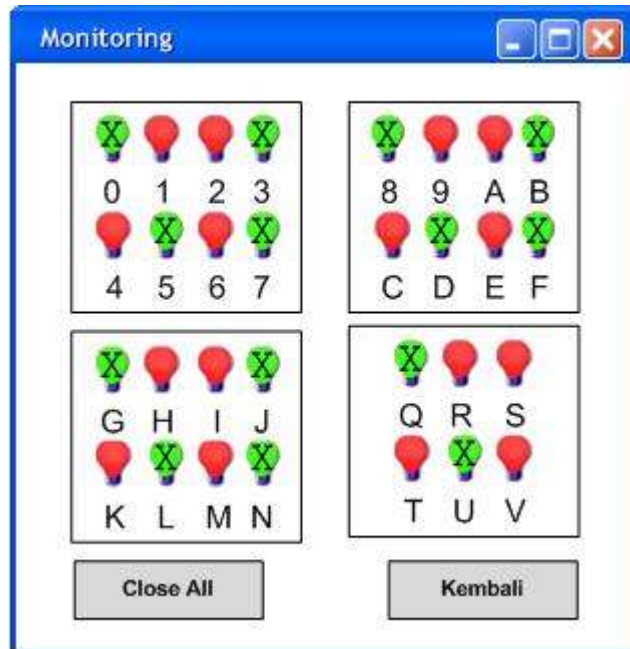 Monitoring
X X
0 1 2 3
X X
4 5 6 7
X X
8 9 A B
X X
C D E F
X X
G H I J
X X
K L M N
X
Q R S
X
T U V
Close All
Kembali